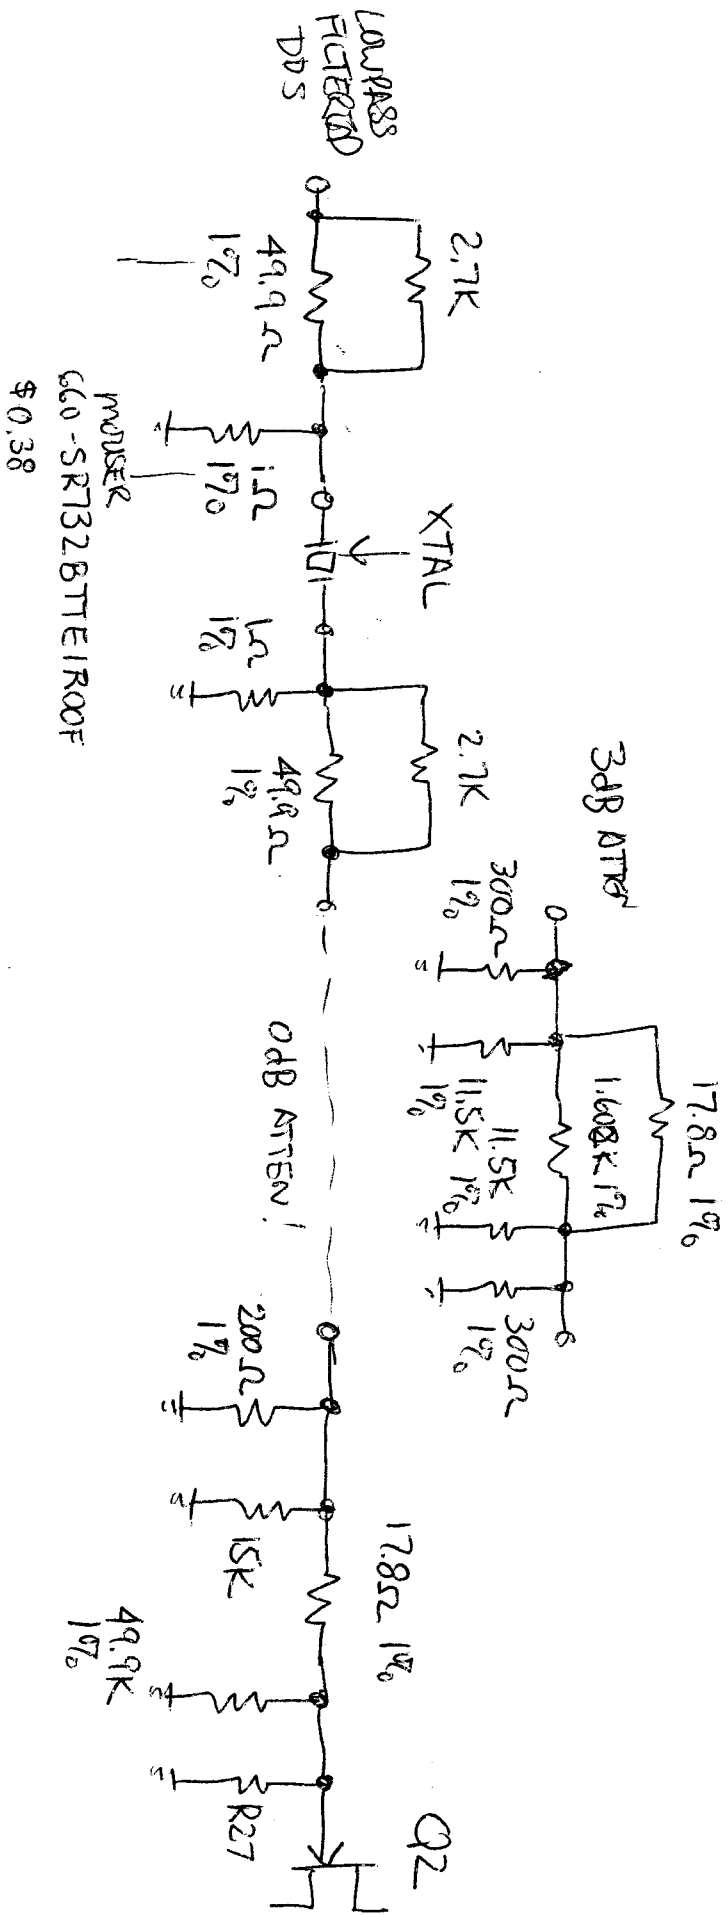 LOWPASS
FILTERED
DDS
2.7K
49.9Ω
1%
1Ω
1%
MOUSER
660-SR732BTTE1R00F
$0.38
XTAL
1Ω
1%
2.7K
49.9Ω
1%
0dB ATTEN!
3dB ATTEN
300Ω
1%
11.5K
1%
17.8Ω 1%
1%
11.5K
1%
300Ω
1%
200Ω
1%
15K
17.8Ω 1%
49.9K
1%
R27
Q2